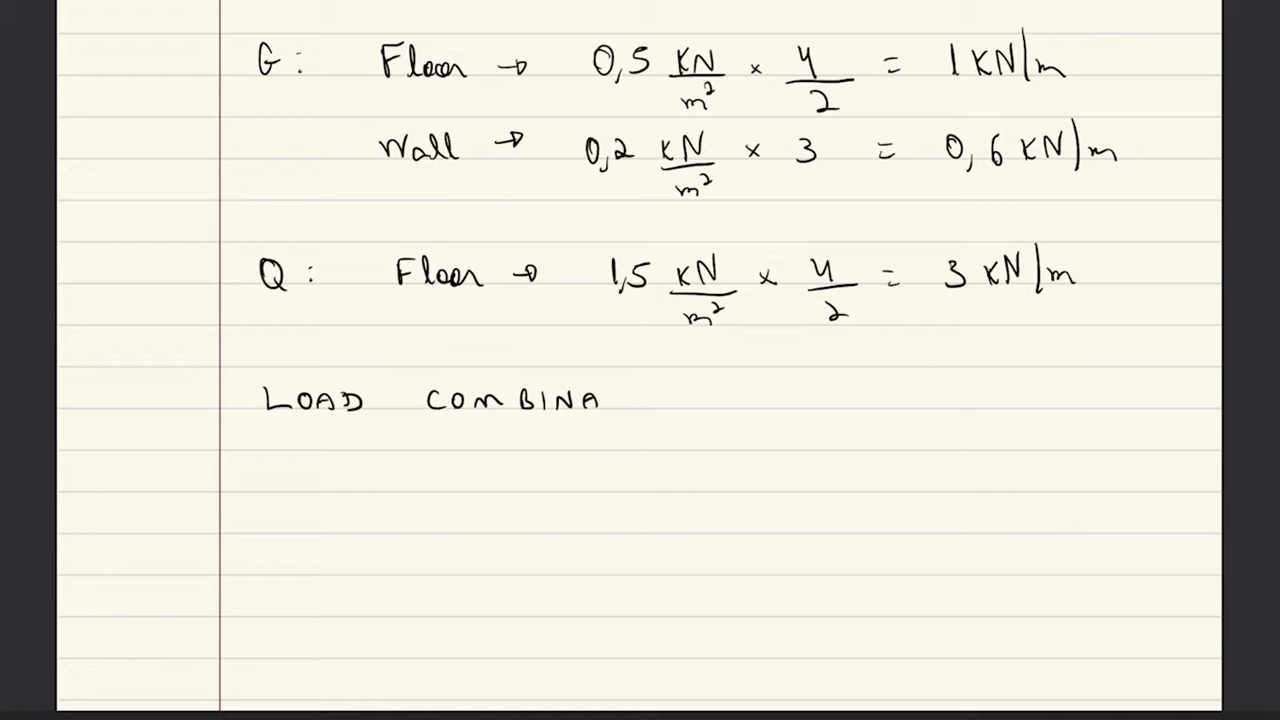 G: Floor → 0,5 KN/m² × 4/2 = 1 KN/m
Wall → 0,2 KN/m² × 3 = 0,6 KN/m
Q: Floor → 1,5 KN/m² × 4/2 = 3 KN/m
LOAD COMBINA